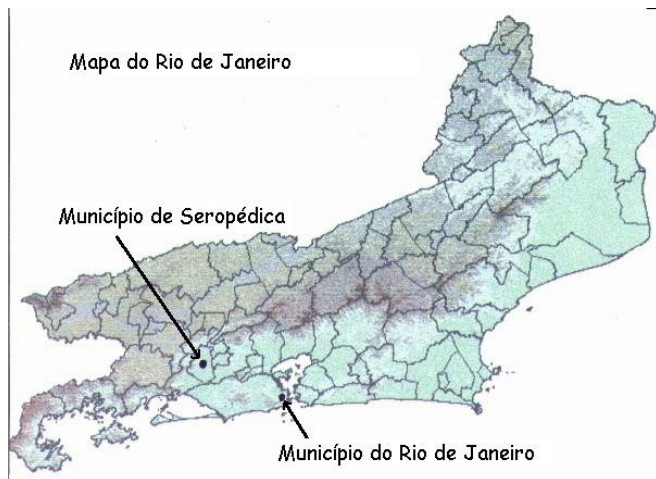 Mapa do Rio de Janeiro
Município de Seropédica
Município do Rio de Janeiro